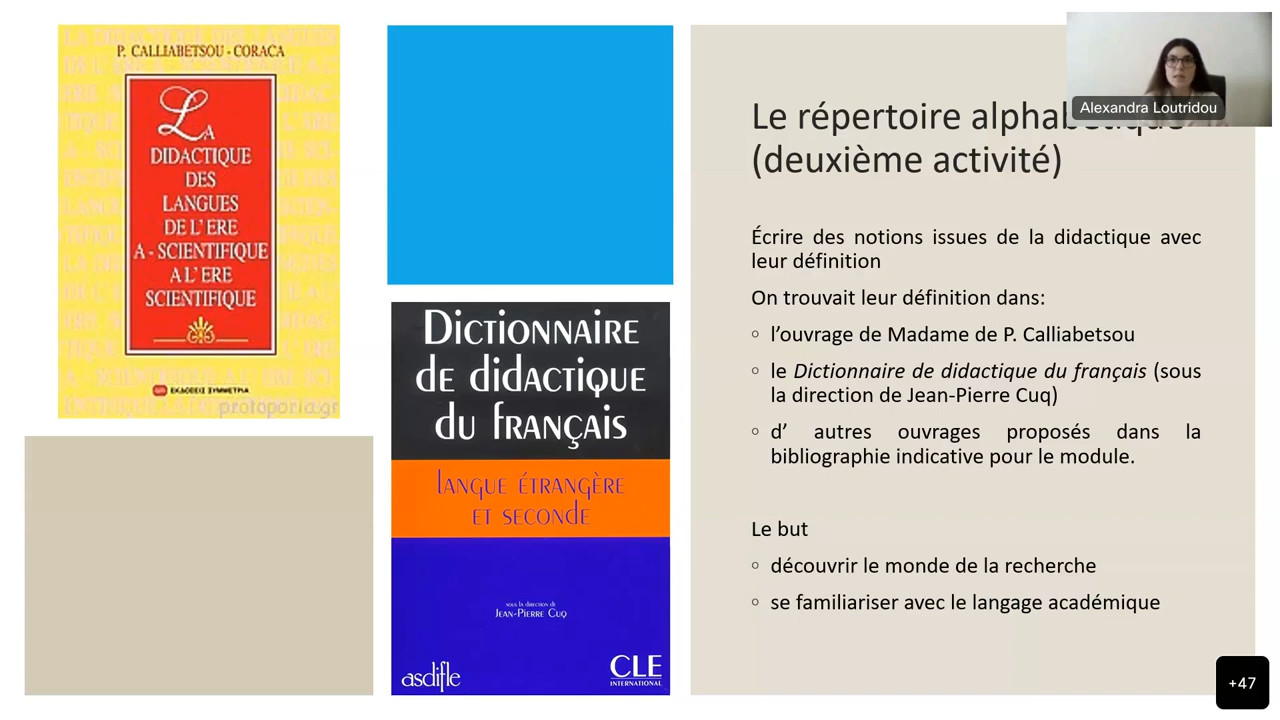 P. CALLIABETSOU - CORACA
LA
DIDACTIQUE
DES
LANGUES
DE L' ERE
A - SCIENTIFIQUE
A L' ERE
SCIENTIFIQUE
ΕΚΔΟΣΕΙΣ ΣΥΜΜΕΤΡΙΑ
protoporia.gr
Dictionnaire
de didactique
du français
langue étrangère
et seconde
sous la direction de
Jean-Pierre Cuq
asdifle
CLE
INTERNATIONAL
Le répertoire
(deuxième activité)
Écrire des notions issues de la didactique avec
leur définition
On trouvait leur définition dans:
◦ l’ouvrage de Madame de P. Calliabetsou
◦ le Dictionnaire de didactique du français (sous
la direction de Jean-Pierre Cuq)
◦ d’ autres ouvrages proposés dans la
bibliographie indicative pour le module.
Le but
◦ découvrir le monde de la recherche
◦ se familiariser avec le langage académique
Alexandra Loutridou
+47